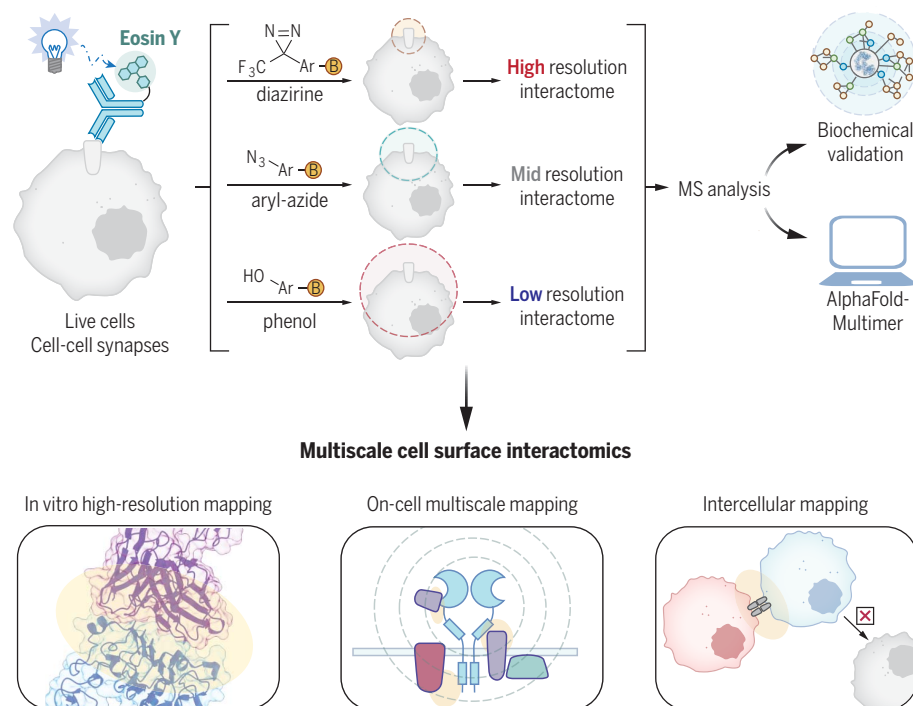 Eosin Y
Live cells
Cell-cell synapses
N=N
F3C
Ar
B
diazirine
High resolution
interactome
N3
Ar
B
aryl-azide
Mid resolution
interactome
HO
Ar
B
phenol
Low resolution
interactome
MS analysis
Biochemical
validation
AlphaFold-
Multimer
Multiscale cell surface interactomics
In vitro high-resolution mapping
On-cell multiscale mapping
Intercellular mapping